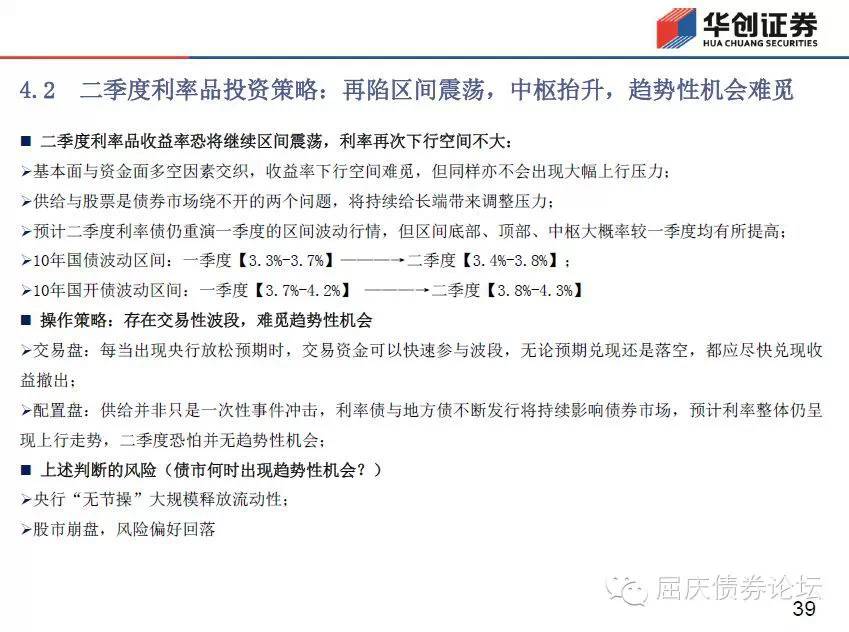 华创证券
HUA CHUANG SECURITIES
4.2 二季度利率品投资策略：再陷区间震荡，中枢抬升，趋势性机会难觅
■ 二季度利率品收益率恐将继续区间震荡，利率再次下行空间不大：
➢基本面与资金面多空因素交织，收益率下行空间难觅，但同样亦不会出现大幅上行压力；
➢供给与股票是债券市场绕不开的两个问题，将持续给长端带来调整压力；
➢预计二季度利率债仍重演一季度的区间波动行情，但区间底部、顶部、中枢大概率较一季度均有所提高；
➢10年国债波动区间：一季度【3.3%-3.7%】————→二季度【3.4%-3.8%】；
➢10年国开债波动区间：一季度【3.7%-4.2%】 ————→二季度【3.8%-4.3%】
■ 操作策略：存在交易性波段，难觅趋势性机会
➢交易盘：每当出现央行放松预期时，交易资金可以快速参与波段，无论预期兑现还是落空，都应尽快兑现收
益撤出；
➢配置盘：供给并非只是一次性事件冲击，利率债与地方债不断发行将持续影响债券市场，预计利率整体仍呈
现上行走势，二季度恐怕并无趋势性机会；
■ 上述判断的风险（债市何时出现趋势性机会？）
➢央行“无节操”大规模释放流动性；
➢股市崩盘，风险偏好回落
屈庆债券论坛
39